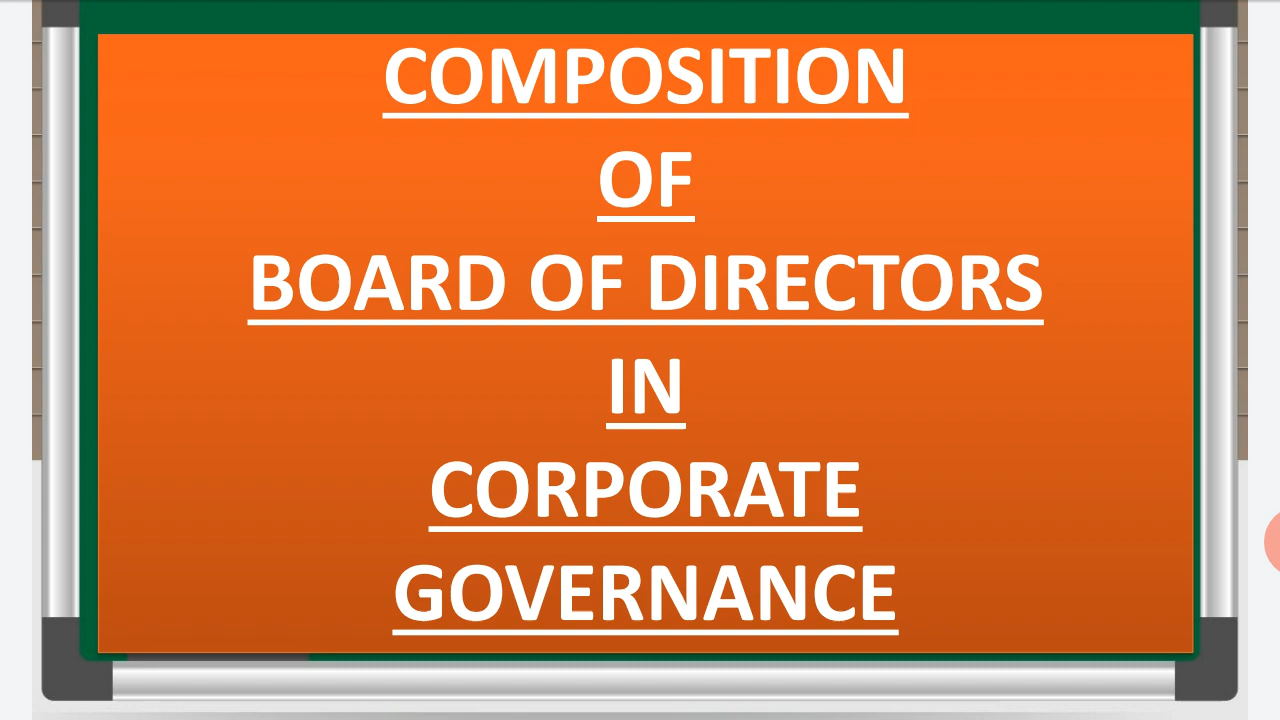 COMPOSITION
OF
BOARD OF DIRECTORS
IN
CORPORATE
GOVERNANCE